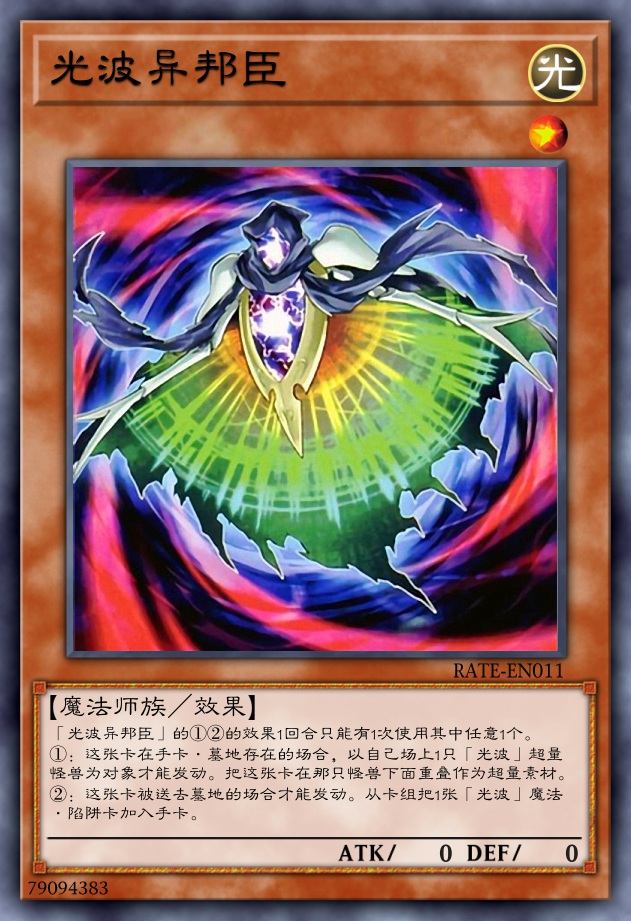 光波异邦臣
光
RATE-EN011
【魔法师族／效果】
「光波异邦臣」的①②的效果1回合只能有1次使用其中任意1个。
①：这张卡在手卡·墓地存在的场合，以自己场上1只「光波」超量
怪兽为对象才能发动。把这张卡在那只怪兽下面重叠作为超量素材。
②：这张卡被送去墓地的场合才能发动。从卡组把1张「光波」魔法
·陷阱卡加入手卡。
ATK/ 0 DEF/ 0
79094383